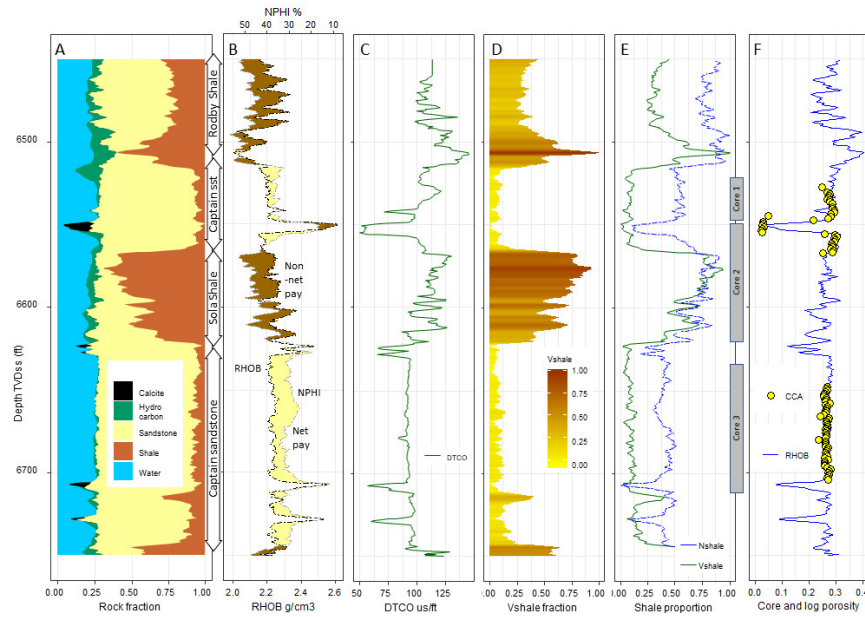 NPHI %
50 40 30 20 10
A
B
C
D
E
F
Depth TVDss (ft)
6500
6600
6700
Rodby Shale
Captain sst
Sola Shale
Captain sandstone
Non
-net
pay
RHOB
NPHI
Net
pay
Calcite
Hydro
carbon
Sandstone
Shale
Water
DTCO
Vshale
1.00
0.75
0.50
0.25
0.00
Core 1
Core 2
Core 3
Nshale
Vshale
CCA
RHOB
0.00 0.25 0.50 0.75 1.00
Rock fraction
2.0 2.2 2.4 2.6
RHOB g/cm3
50 75 100 125
DTCO us/ft
0.00 0.25 0.50 0.75 1.00
Vshale fraction
0.00 0.25 0.50 0.75 1.00
Shale proportion
0.0 0.1 0.2 0.3 0.4
Core and log porosity